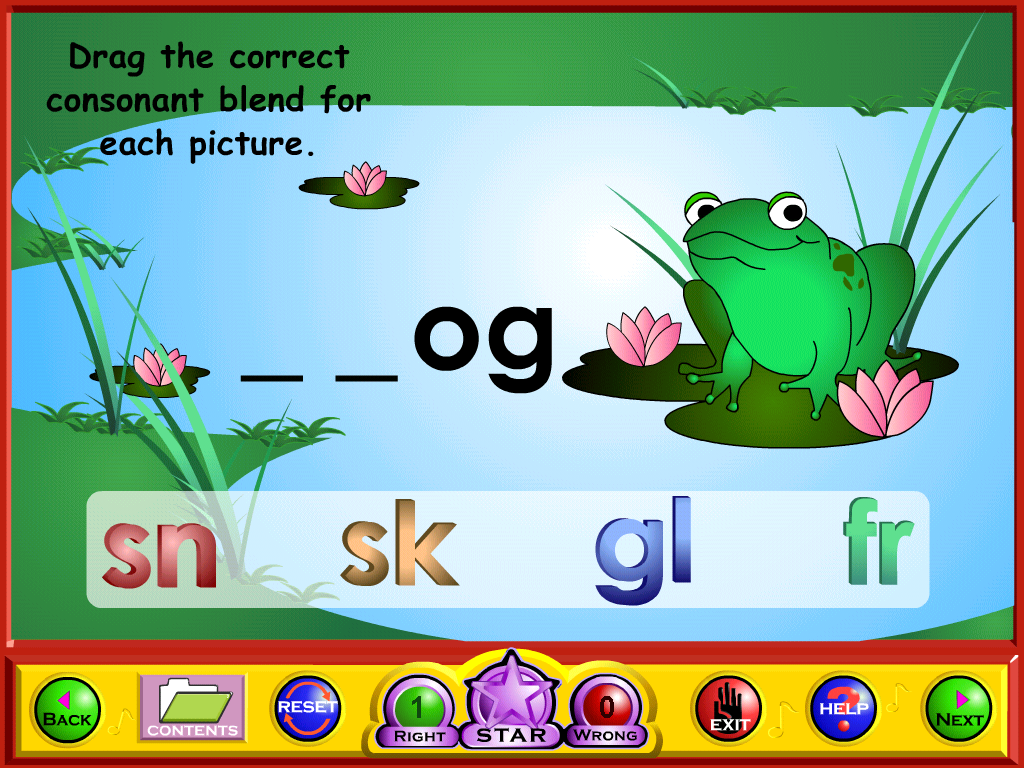 Drag the correct
consonant blend for
each picture.
_ _ og
sn sk gl fr
BACK
CONTENTS
RESET
1
RIGHT
STAR
0
WRONG
EXIT
?
HELP
NEXT